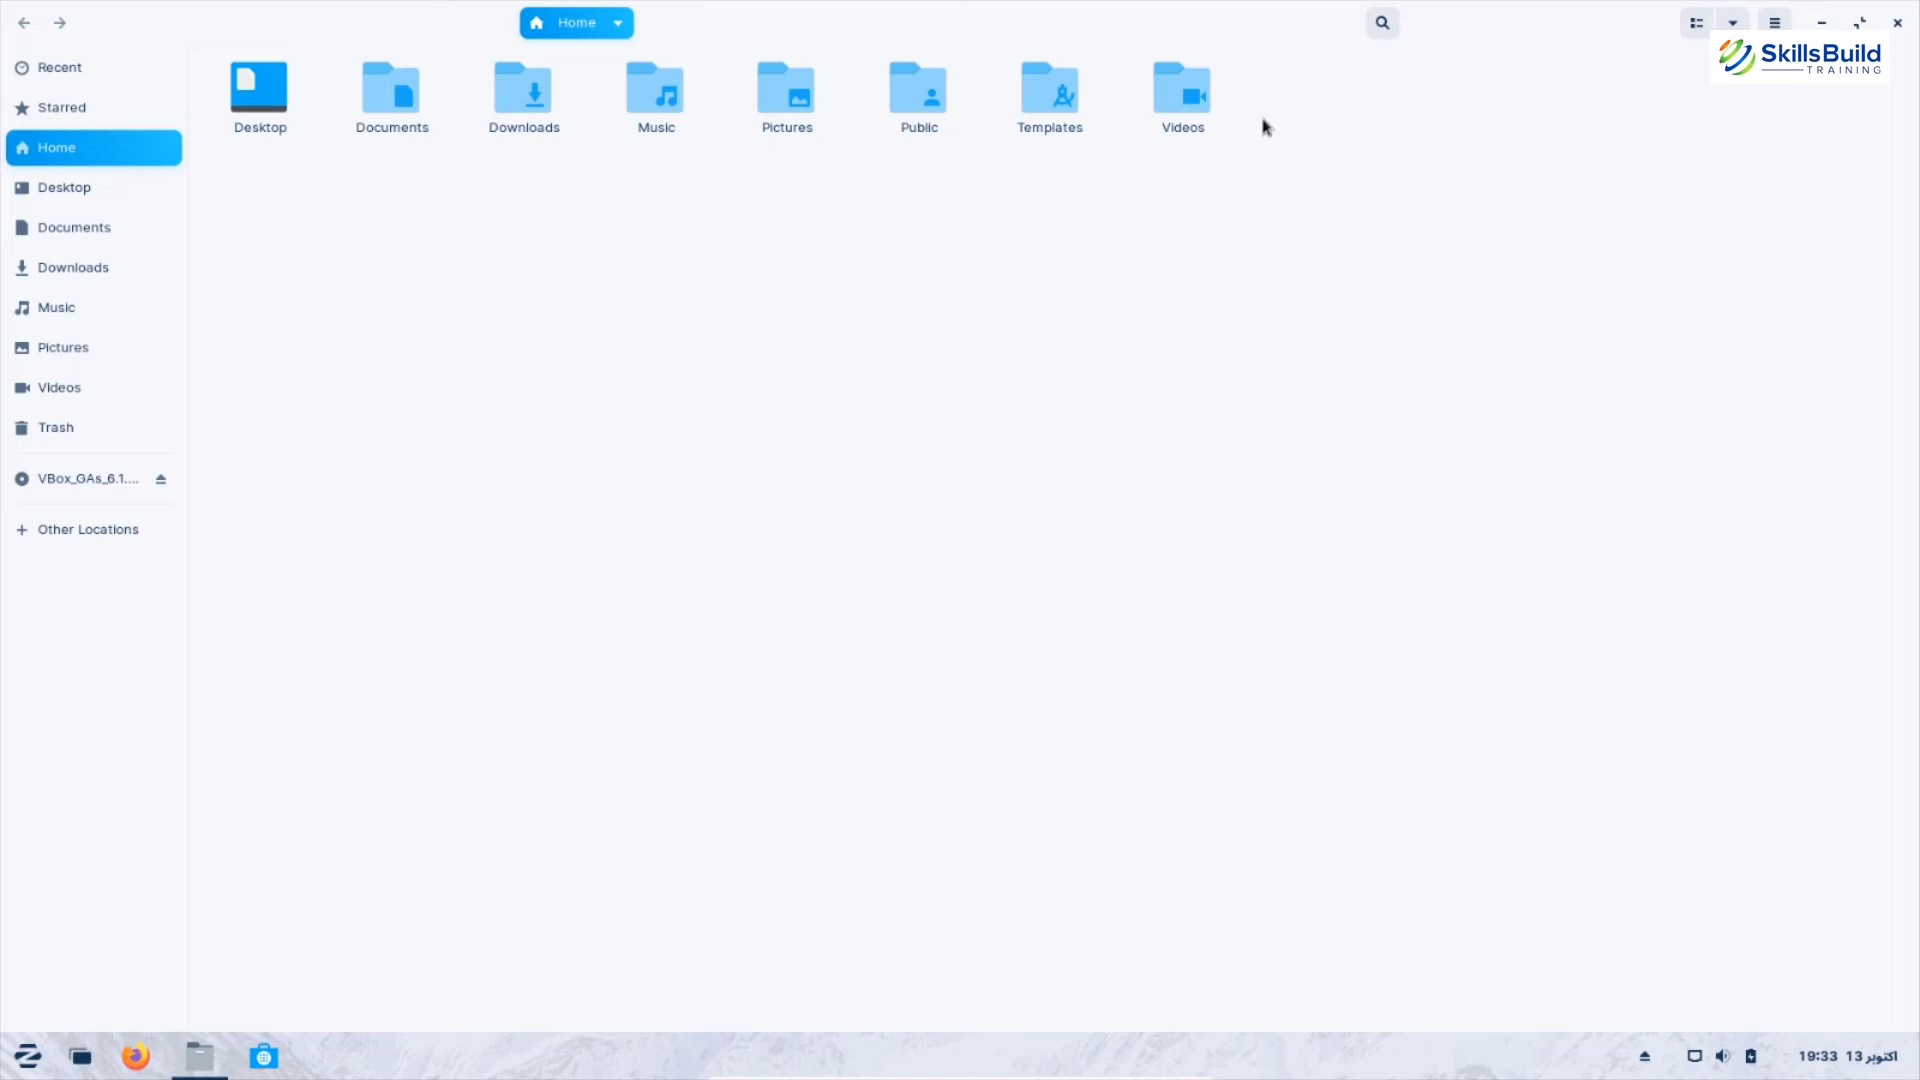 Home
SkillsBuild
TRAINING
Recent
Starred
Home
Desktop
Documents
Downloads
Music
Pictures
Videos
Trash
VBox_GAs_6.1....
Other Locations
Desktop
Documents
Downloads
Music
Pictures
Public
Templates
Videos
19:33 اکتوبر 13